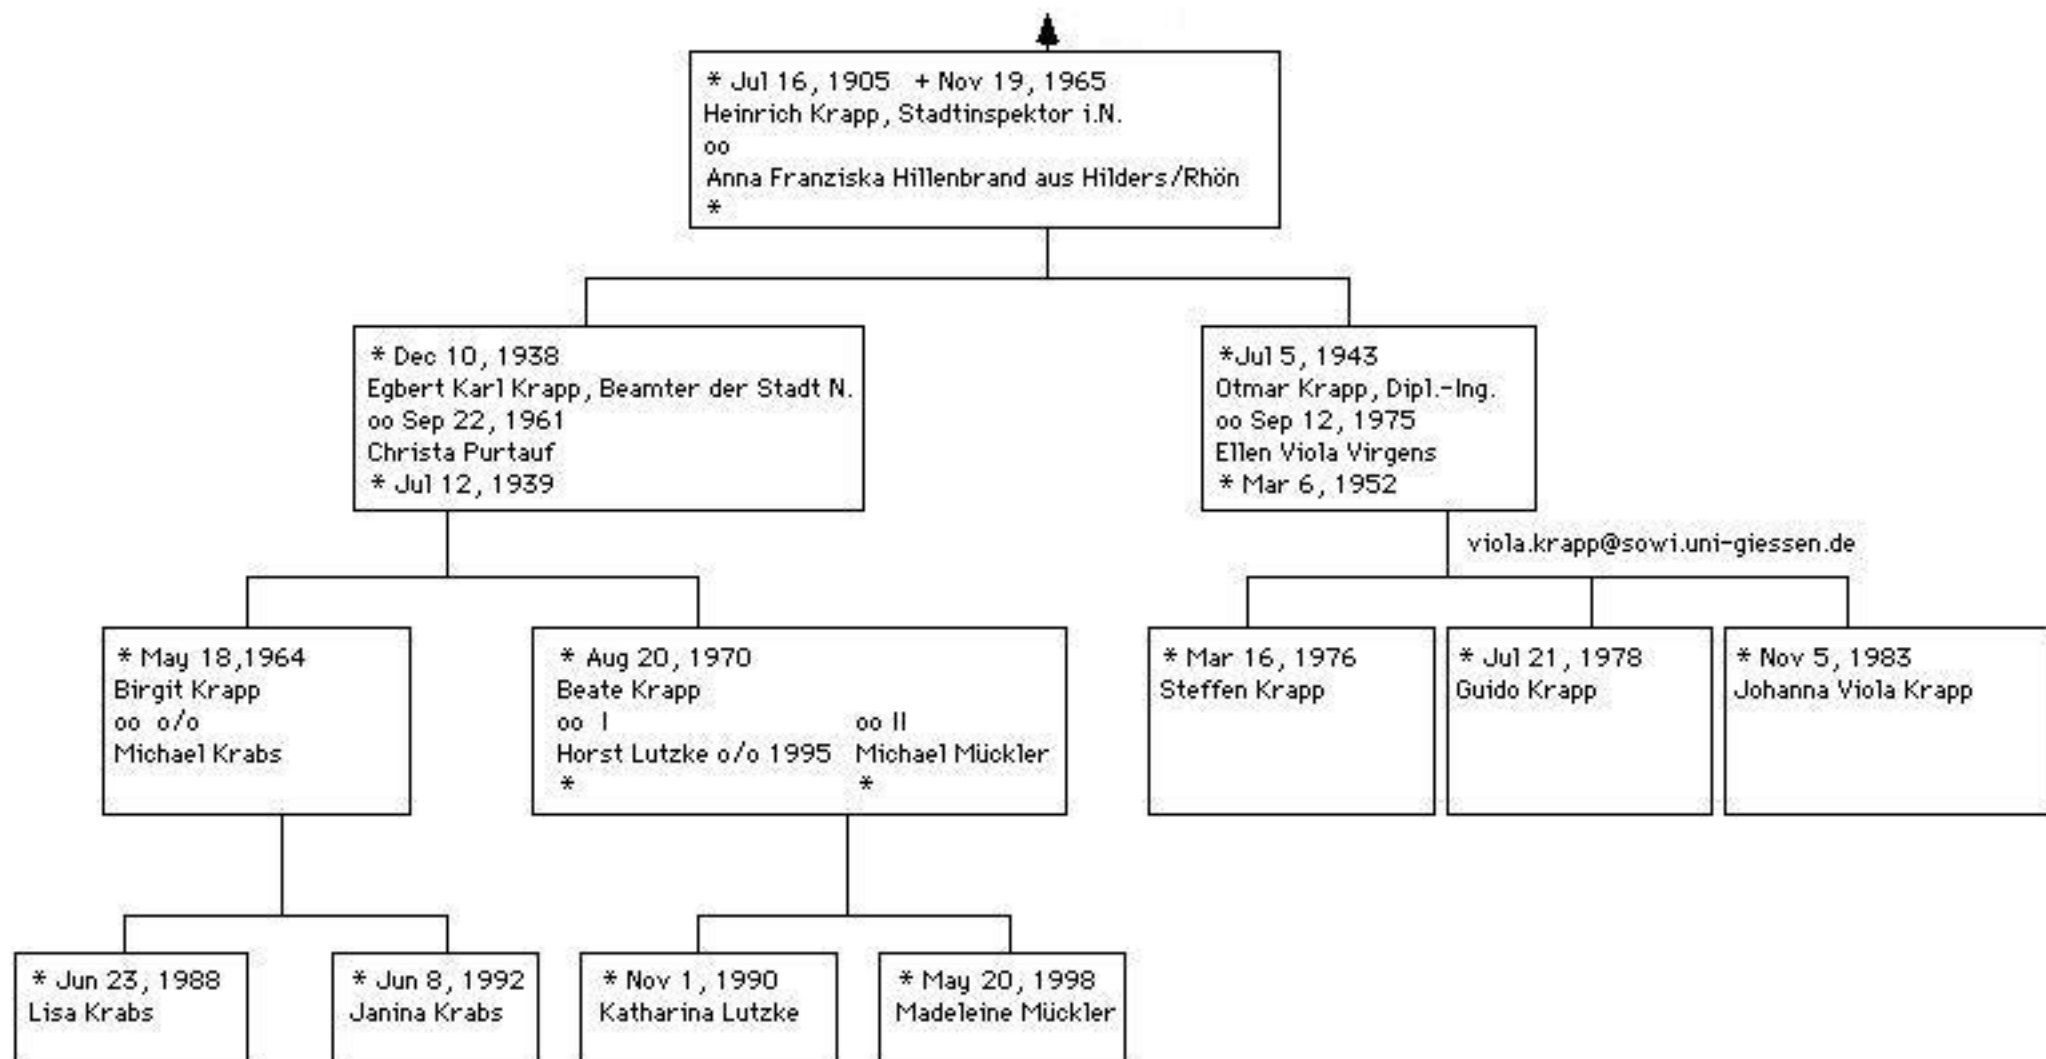 * Jul 16, 1905 + Nov 19, 1965
Heinrich Krapp, Stadtinspektor i.N.
oo
Anna Franziska Hillenbrand aus Hilders/Rhön
*
* Dec 10, 1938
Egbert Karl Krapp, Beamter der Stadt N.
oo Sep 22, 1961
Christa Purtauf
* Jul 12, 1939
*Jul 5, 1943
Otmar Krapp, Dipl.-Ing.
oo Sep 12, 1975
Ellen Viola Virgens
* Mar 6, 1952
viola.krapp@sowi.uni-giessen.de
* May 18,1964
Birgit Krapp
oo o/o
Michael Krabs
* Aug 20, 1970
Beate Krapp
oo I oo II
Horst Lutzke o/o 1995 Michael Mückler
* *
* Mar 16, 1976
Steffen Krapp
* Jul 21, 1978
Guido Krapp
* Nov 5, 1983
Johanna Viola Krapp
* Jun 23, 1988
Lisa Krabs
* Jun 8, 1992
Janina Krabs
* Nov 1, 1990
Katharina Lutzke
* May 20, 1998
Madeleine Mückler